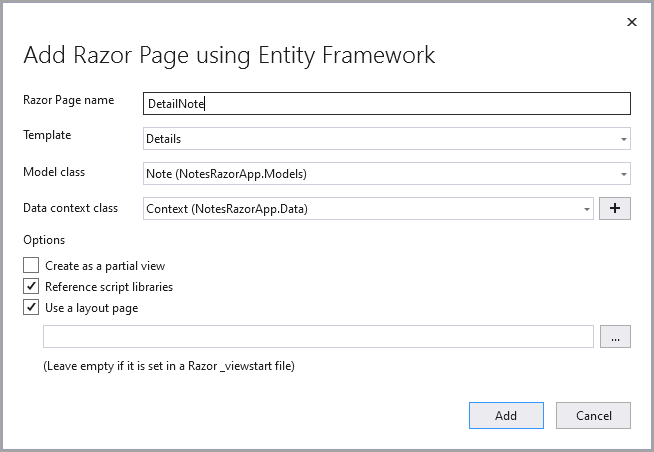 Add Razor Page using Entity Framework
Razor Page name
DetailNote
Template
Details
Model class
Note (NotesRazorApp.Models)
Data context class
Context (NotesRazorApp.Data)
+
Options
Create as a partial view
Reference script libraries
Use a layout page
...
(Leave empty if it is set in a Razor _viewstart file)
Add
Cancel